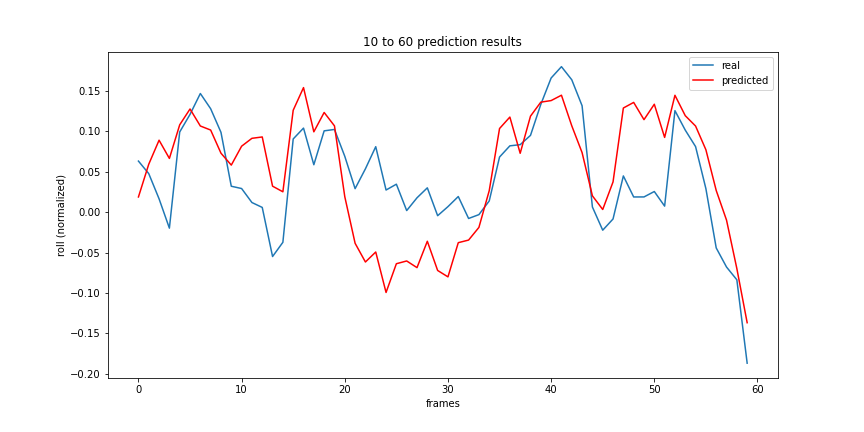 10 to 60 prediction results
real
predicted
roll (normalized)
0.15
0.10
0.05
0.00
−0.05
−0.10
−0.15
−0.20
0 10 20 30 40 50 60
frames